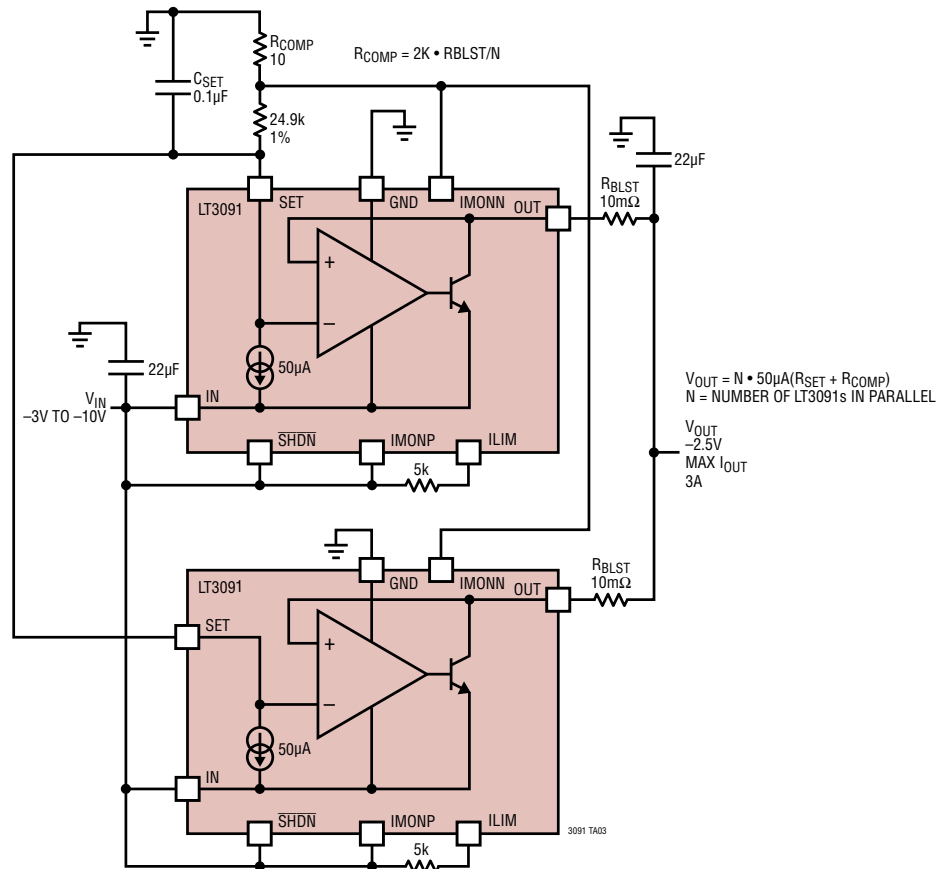 RCOMP
10
RCOMP = 2K • RBLST/N
CSET
0.1µF
24.9k
1%
22µF
RBLST
10mΩ
LT3091
SET
GND
IMONN
OUT
+
–
50µA
22µF
VIN
–3V TO –10V
IN
SHDN
IMONP
ILIM
5k
VOUT = N • 50µA(RSET + RCOMP)
N = NUMBER OF LT3091s IN PARALLEL
VOUT
–2.5V
MAX IOUT
3A
LT3091
GND
IMONN
OUT
RBLST
10mΩ
SET
+
–
50µA
IN
SHDN
IMONP
ILIM
5k
3091 TA03